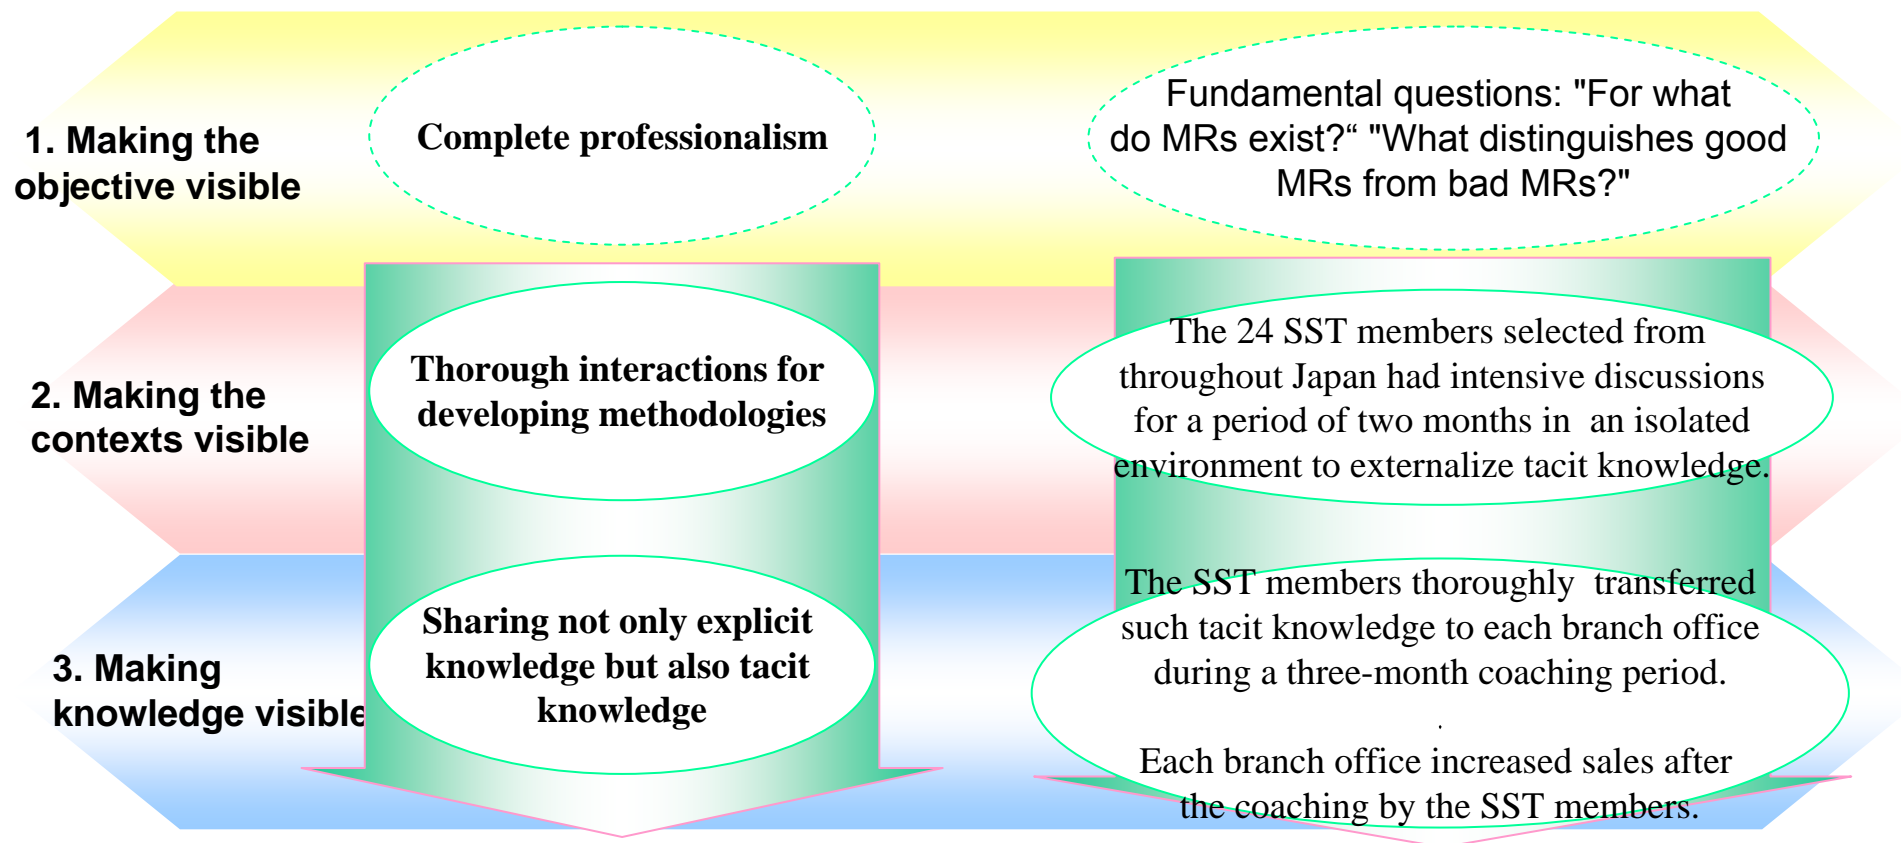 1. Making the
objective visible
Complete professionalism
Fundamental questions: "For what
do MRs exist?“ "What distinguishes good
MRs from bad MRs?"
2. Making the
contexts visible
Thorough interactions for
developing methodologies
The 24 SST members selected from
throughout Japan had intensive discussions
for a period of two months in an isolated
environment to externalize tacit knowledge.
3. Making
knowledge visible
Sharing not only explicit
knowledge but also tacit
knowledge
The SST members thoroughly transferred
such tacit knowledge to each branch office
during a three-month coaching period.
.
Each branch office increased sales after
the coaching by the SST members.